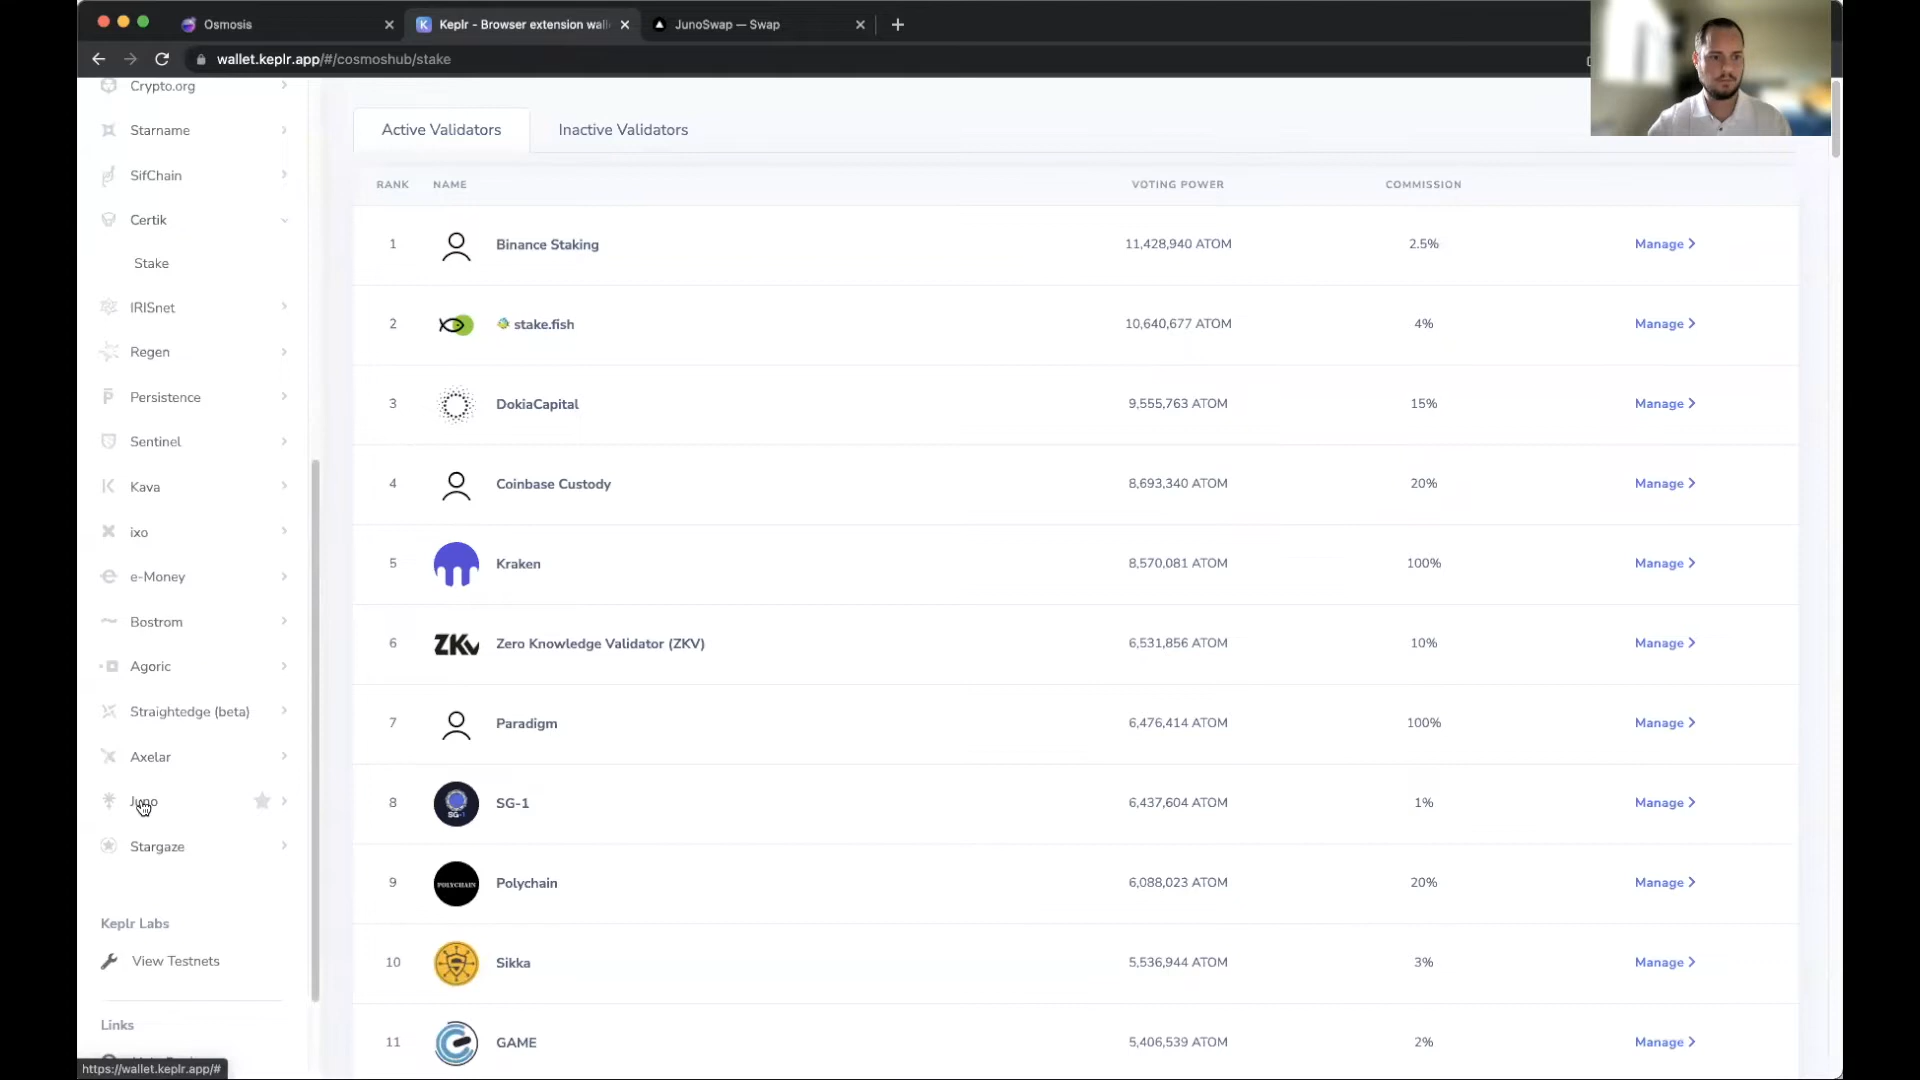 Osmosis
Keplr - Browser extension wall
JunoSwap — Swap
wallet.keplr.app/#/cosmoshub/stake
Crypto.org
Starname
SifChain
Certik
Stake
IRISnet
Regen
Persistence
Sentinel
Kava
ixo
e-Money
Bostrom
Agoric
Straightedge (beta)
Axelar
Juno
Stargaze
Keplr Labs
View Testnets
Links
https://wallet.keplr.app/#
Active Validators Inactive Validators
RANK NAME VOTING POWER COMMISSION
1 Binance Staking 11,428,940 ATOM 2.5% Manage
2 stake.fish 10,640,677 ATOM 4% Manage
3 DokiaCapital 9,555,763 ATOM 15% Manage
4 Coinbase Custody 8,693,340 ATOM 20% Manage
5 Kraken 8,570,081 ATOM 100% Manage
6 ZKV Zero Knowledge Validator (ZKV) 6,531,856 ATOM 10% Manage
7 Paradigm 6,476,414 ATOM 100% Manage
8 SG-1 SG-1 6,437,604 ATOM 1% Manage
9 POLYCHAIN Polychain 6,088,023 ATOM 20% Manage
10 Sikka 5,536,944 ATOM 3% Manage
11 GAME 5,406,539 ATOM 2% Manage